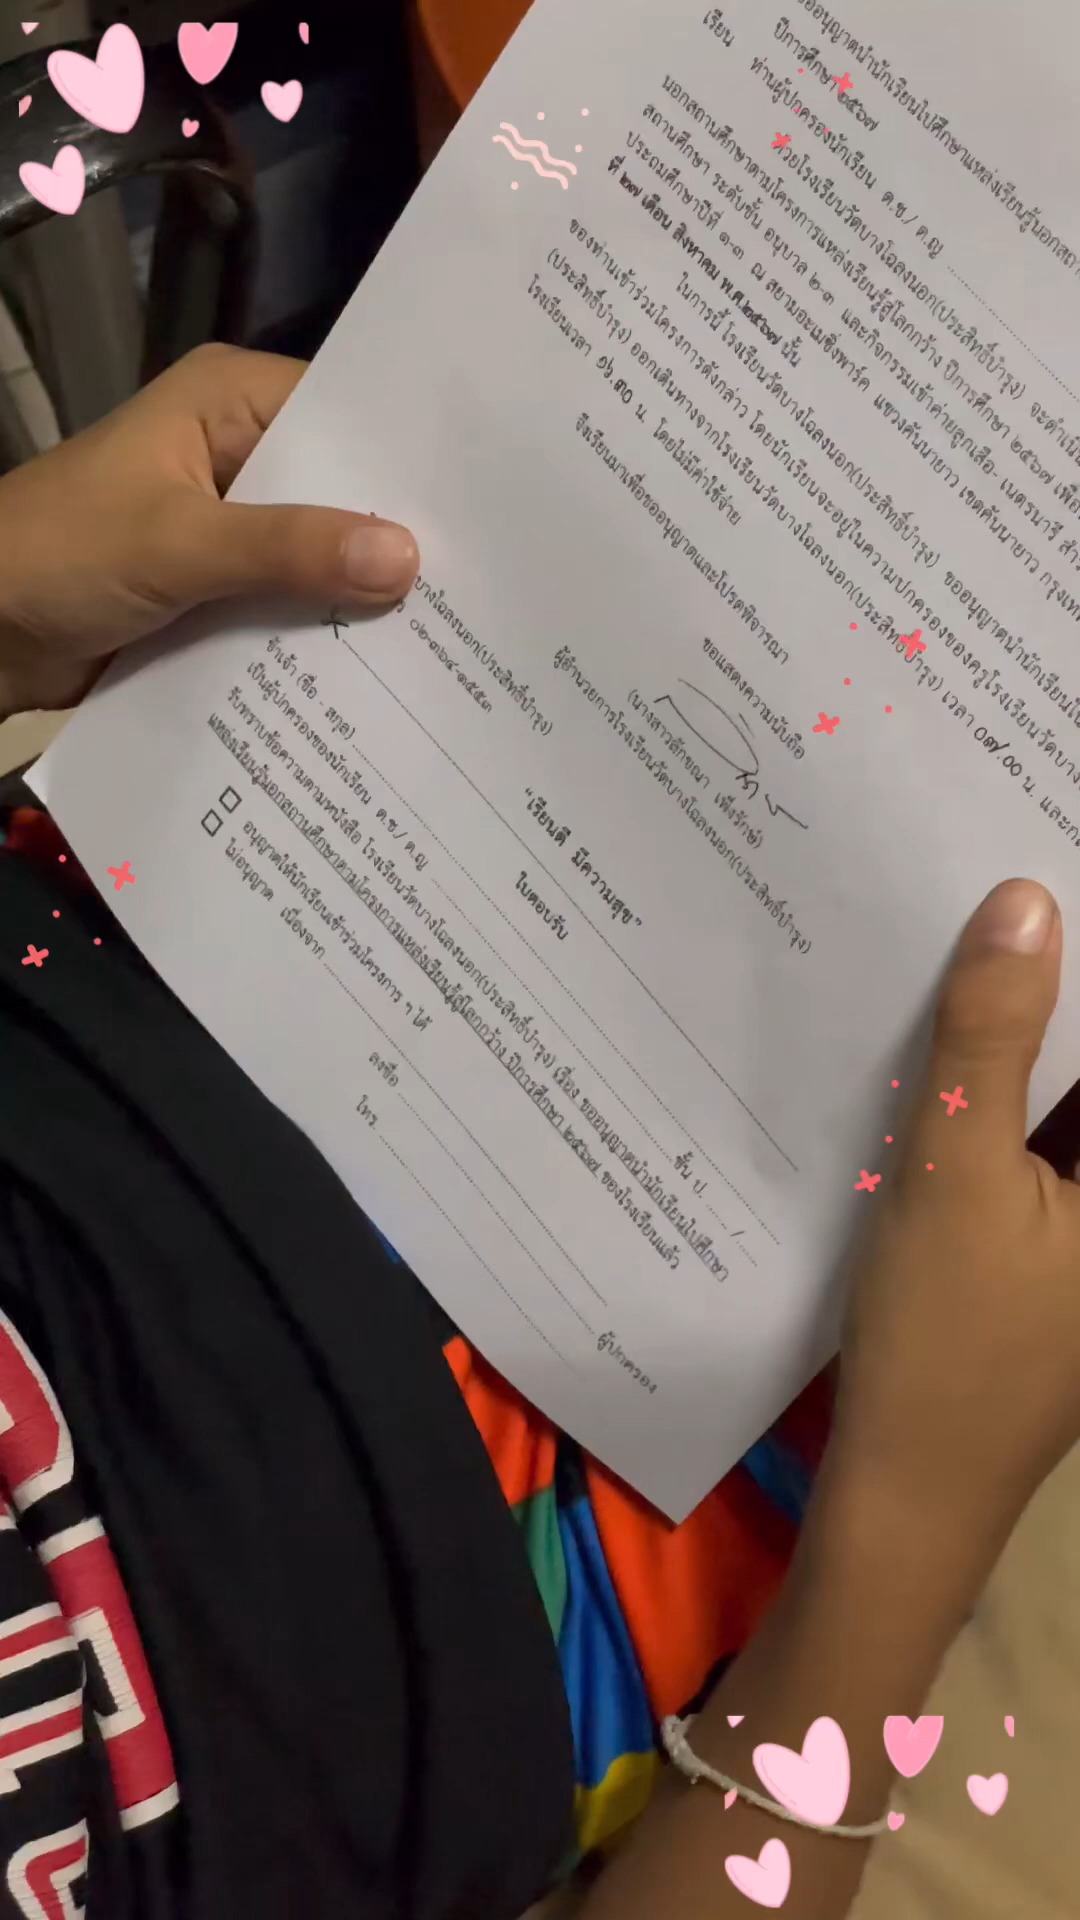 ขออนุญาตนำนักเรียนไปศึกษาแหล่งเรียนรู้นอกสถาน
ปีการศึกษา ๒๕๖๗
เรียน ท่านผู้ปกครองนักเรียน ด.ช./ ด.ญ
ด้วยโรงเรียนวัดบางโฉลงนอก(ประสิทธิ์บำรุง) จะดำเนิน
นอกสถานศึกษาตามโครงการแหล่งเรียนรู้สู่โลกกว้าง ปีการศึกษา ๒๕๖๗ เพื่อ
สถานศึกษา ระดับชั้น อนุบาล ๒-๓ และกิจกรรมเข้าค่ายลูกเสือ- เนตรนารี สำรอ
ประถมศึกษาปีที่ ๑-๓ ณ สยามอะเมซิ่งพาร์ค แขวงคันนายาว เขตคันนายาว กรุงเท
ที่ ๒๗ เดือน สิงหาคม พ.ศ.๒๕๖๗ นั้น
ในการนี้ โรงเรียนวัดบางโฉลงนอก(ประสิทธิ์บำรุง) ขออนุญาตนำนักเรียนใน
ของท่านเข้าร่วมโครงการดังกล่าว โดยนักเรียนจะอยู่ในความปกครองของครูโรงเรียนวัดบาง
(ประสิทธิ์บำรุง) ออกเดินทางจากโรงเรียนวัดบางโฉลงนอก(ประสิทธิ์บำรุง) เวลา ๐๗.๐๐ น. และก
โรงเรียนเวลา ๑๖.๓๐ น. โดยไม่มีค่าใช้จ่าย
จึงเรียนมาเพื่อขออนุญาตและโปรดพิจารณา
ขอแสดงความนับถือ
(นางสาวลักขณา เพ็งรักษ์)
ผู้อำนวยการโรงเรียนวัดบางโฉลงนอก(ประสิทธิ์บำรุง)
บางโฉลงนอก(ประสิทธิ์บำรุง)
"เรียนดี มีความสุข"
ใบตอบรับ
ข้าเจ้า (ชื่อ - สกุล)
เป็นผู้ปกครองของนักเรียน ด.ช./ ด.ญ ชั้น ป. /
รับทราบข้อความตามหนังสือ โรงเรียนวัดบางโฉลงนอก(ประสิทธิ์บำรุง) เรื่อง ขออนุญาตนำนักเรียนไปศึกษา
แหล่งเรียนรู้นอกสถานศึกษาตามโครงการแหล่งเรียนรู้สู่โลกกว้าง ปีการศึกษา ๒๕๖๗ ของโรงเรียนแล้ว
อนุญาตให้นักเรียนเข้าร่วมโครงการ ฯ ได้
ไม่อนุญาต เนื่องจาก
ลงชื่อ ผู้ปกครอง
โทร